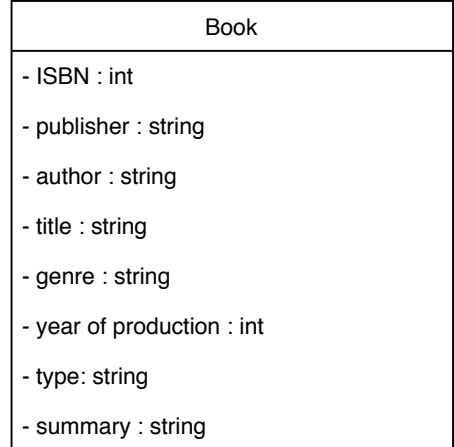 Book
- ISBN : int
- publisher : string
- author : string
- title : string
- genre : string
- year of production : int
- type: string
- summary : string